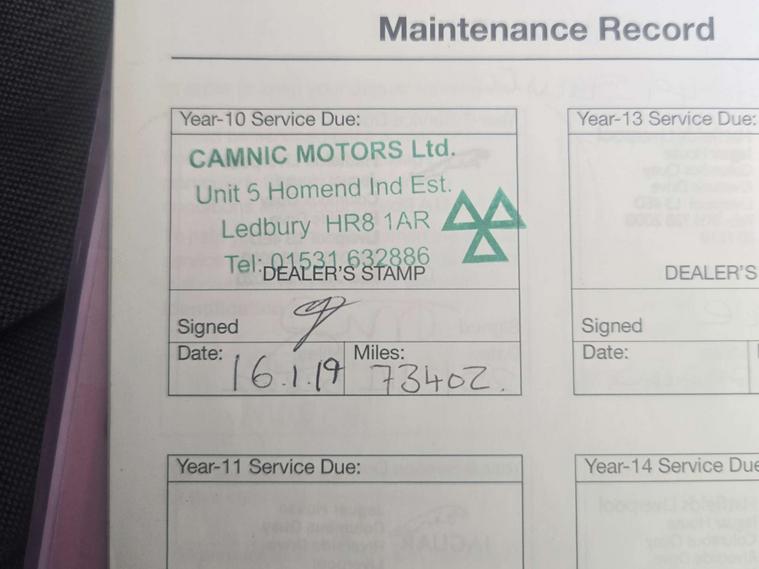 Maintenance Record
Year-10 Service Due:
CAMNIC MOTORS Ltd.
Unit 5 Homend Ind Est.
Ledbury HR8 1AR
Tel: 01531 632886
DEALER'S STAMP
Signed
Date: 16.1.19 Miles: 73402.
Year-13 Service Due:
DEALER'S
Signed
Date:
Year-11 Service Due:
Year-14 Service Due